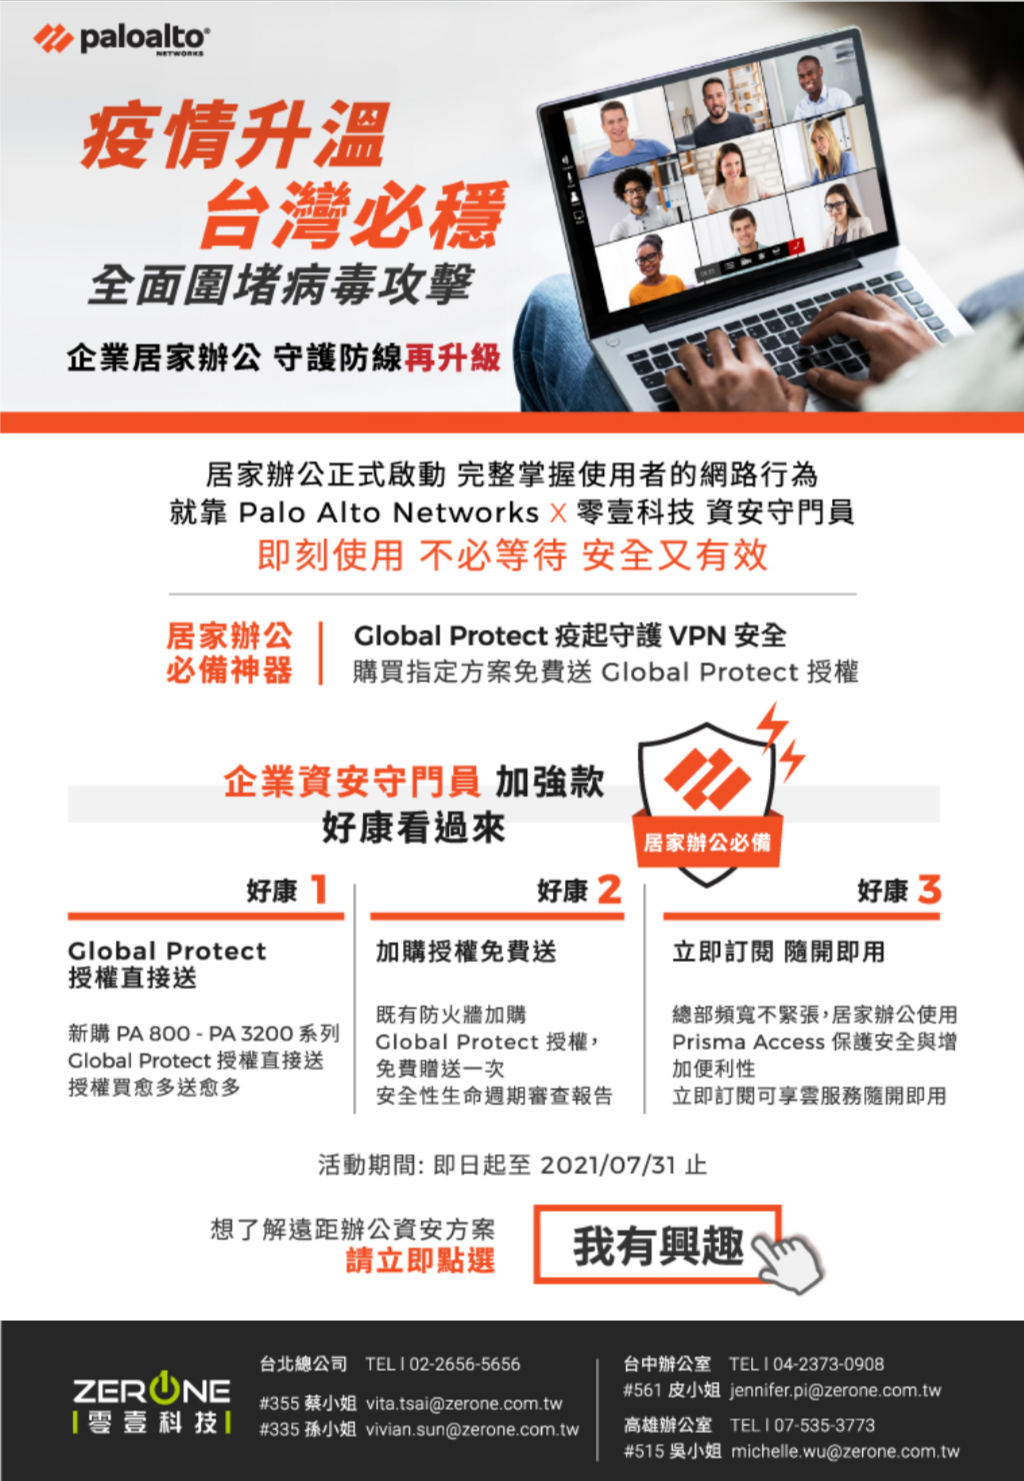 paloalto®
NETWORKS
疫情升溫
台灣必穩
全面圍堵病毒攻擊
企業居家辦公 守護防線再升級
居家辦公正式啟動 完整掌握使用者的網路行為
就靠 Palo Alto Networks X 零壹科技 資安守門員
即刻使用 不必等待 安全又有效
居家辦公
必備神器
Global Protect 疫起守護 VPN 安全
購買指定方案免費送 Global Protect 授權
企業資安守門員 加強款
好康看過來
居家辦公必備
好康 1
Global Protect
授權直接送
新購 PA 800 - PA 3200 系列
Global Protect 授權直接送
授權買愈多送愈多
好康 2
加購授權免費送
既有防火牆加購
Global Protect 授權，
免費贈送一次
安全性生命週期審查報告
好康 3
立即訂閱 隨開即用
總部頻寬不緊張，居家辦公使用
Prisma Access 保護安全與增
加便利性
立即訂閱可享雲服務隨開即用
活動期間: 即日起至 2021/07/31 止
想了解遠距辦公資安方案
請立即點選
我有興趣
ZERONE
零壹科技
台北總公司 TEL | 02-2656-5656
#355 蔡小姐 vita.tsai@zerone.com.tw
#335 孫小姐 vivian.sun@zerone.com.tw
台中辦公室 TEL | 04-2373-0908
#561 皮小姐 jennifer.pi@zerone.com.tw
高雄辦公室 TEL | 07-535-3773
#515 吳小姐 michelle.wu@zerone.com.tw